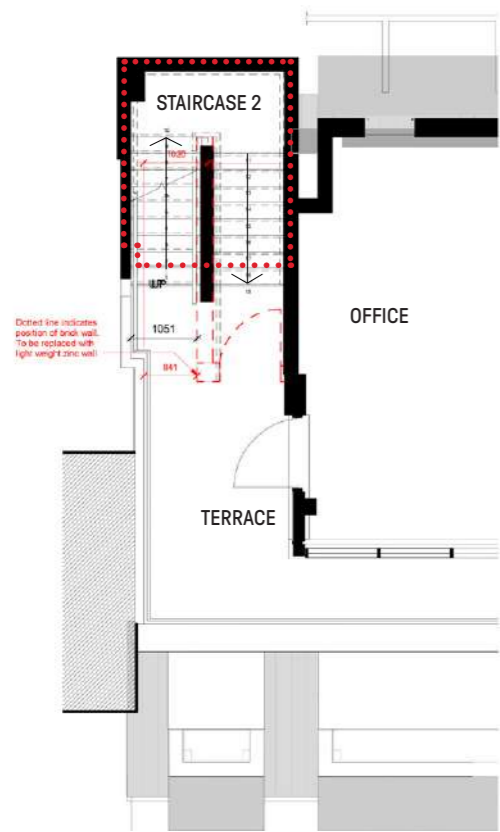 STAIRCASE 2
1020
UP
OFFICE
Dotted line indicates
position of brick wall.
To be replaced with
light weight zinc wall
1051
841
TERRACE